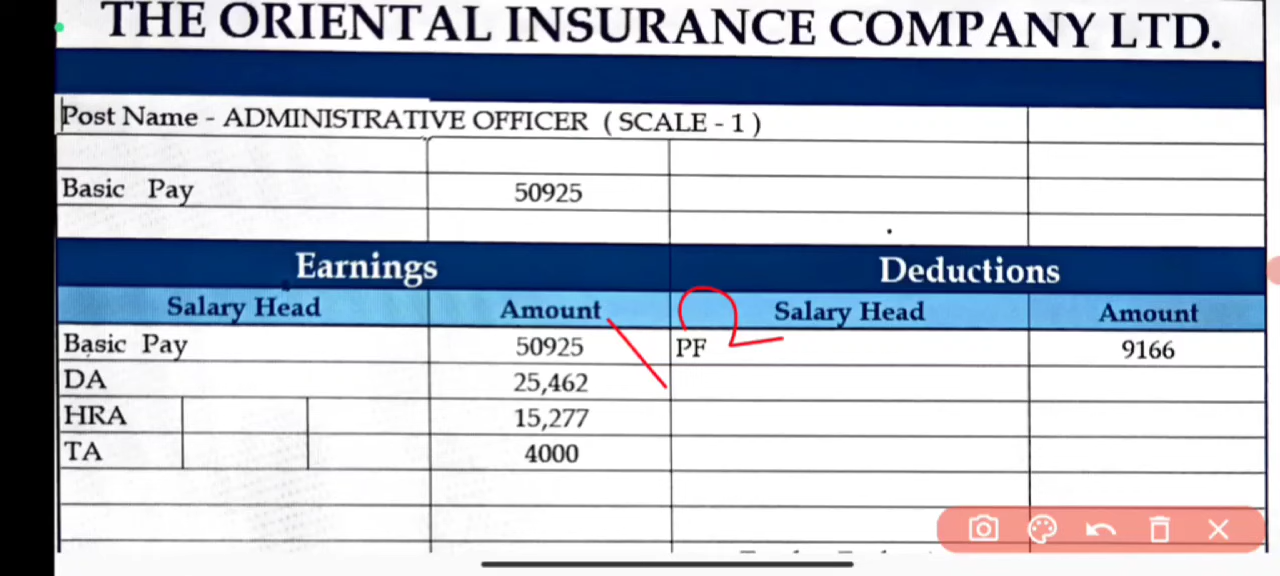 THE ORIENTAL INSURANCE COMPANY LTD.
Post Name - ADMINISTRATIVE OFFICER ( SCALE - 1 )
Basic Pay 50925
Earnings Deductions
Salary Head Amount Salary Head Amount
Basic Pay 50925 PF 9166
DA 25,462
HRA 15,277
TA 4000